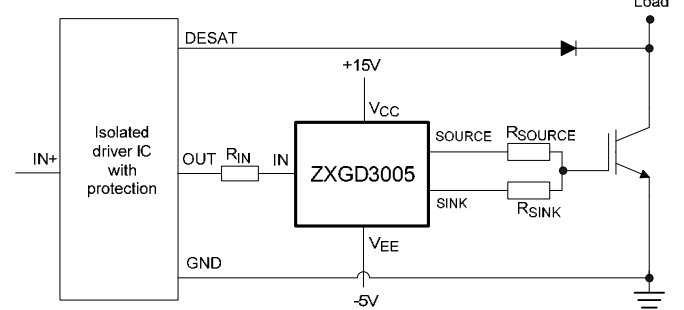 Load
DESAT
+15V
VCC
Isolated
driver IC
with
protection
IN+
OUT
RIN
IN
ZXGD3005
SOURCE
RSOURCE
SINK
RSINK
VEE
GND
-5V